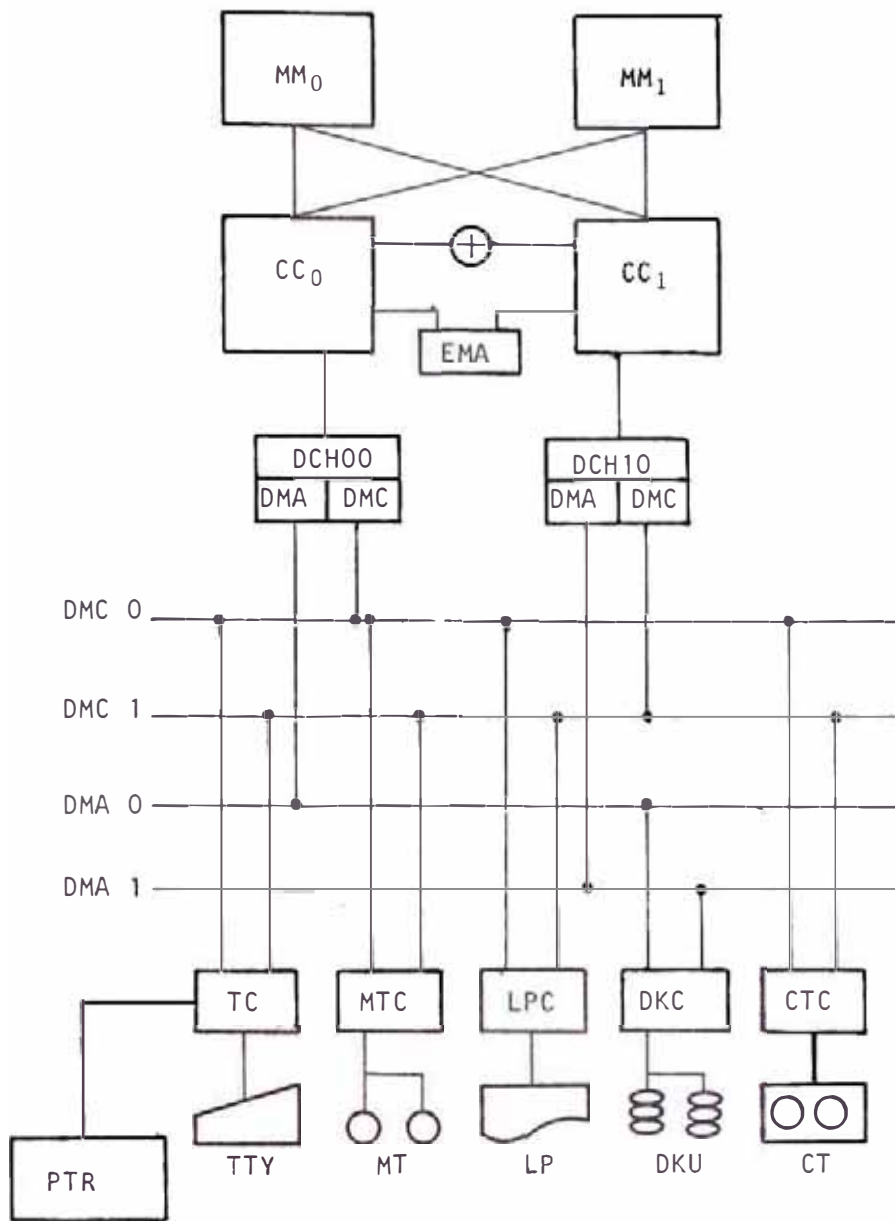 MM0 MM1
CC0 CC1
EMA
DCH00 DCH10
DMA DMC DMA DMC
DMC 0
DMC 1
DMA 0
DMA 1
TC MTC LPC DKC CTC
PTR TTY MT LP DKU CT